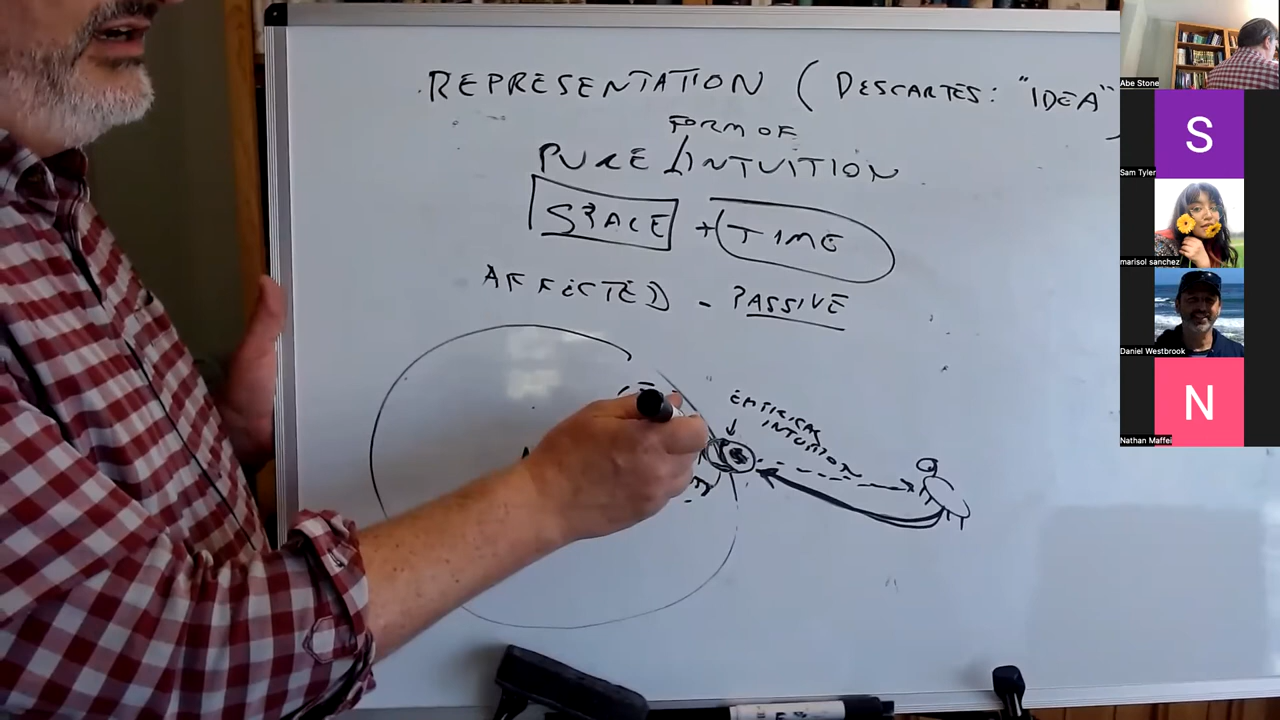 REPRESENTATION (DESCARTES: "IDEA")
FORM OF
PURE INTUITION
SPACE + TIME
AFFECTED - PASSIVE
EMPIRICAL
INTUITION
Abe Stone
S
Sam Tyler
marisol sanchez
Daniel Westbrook
N
Nathan Maffei